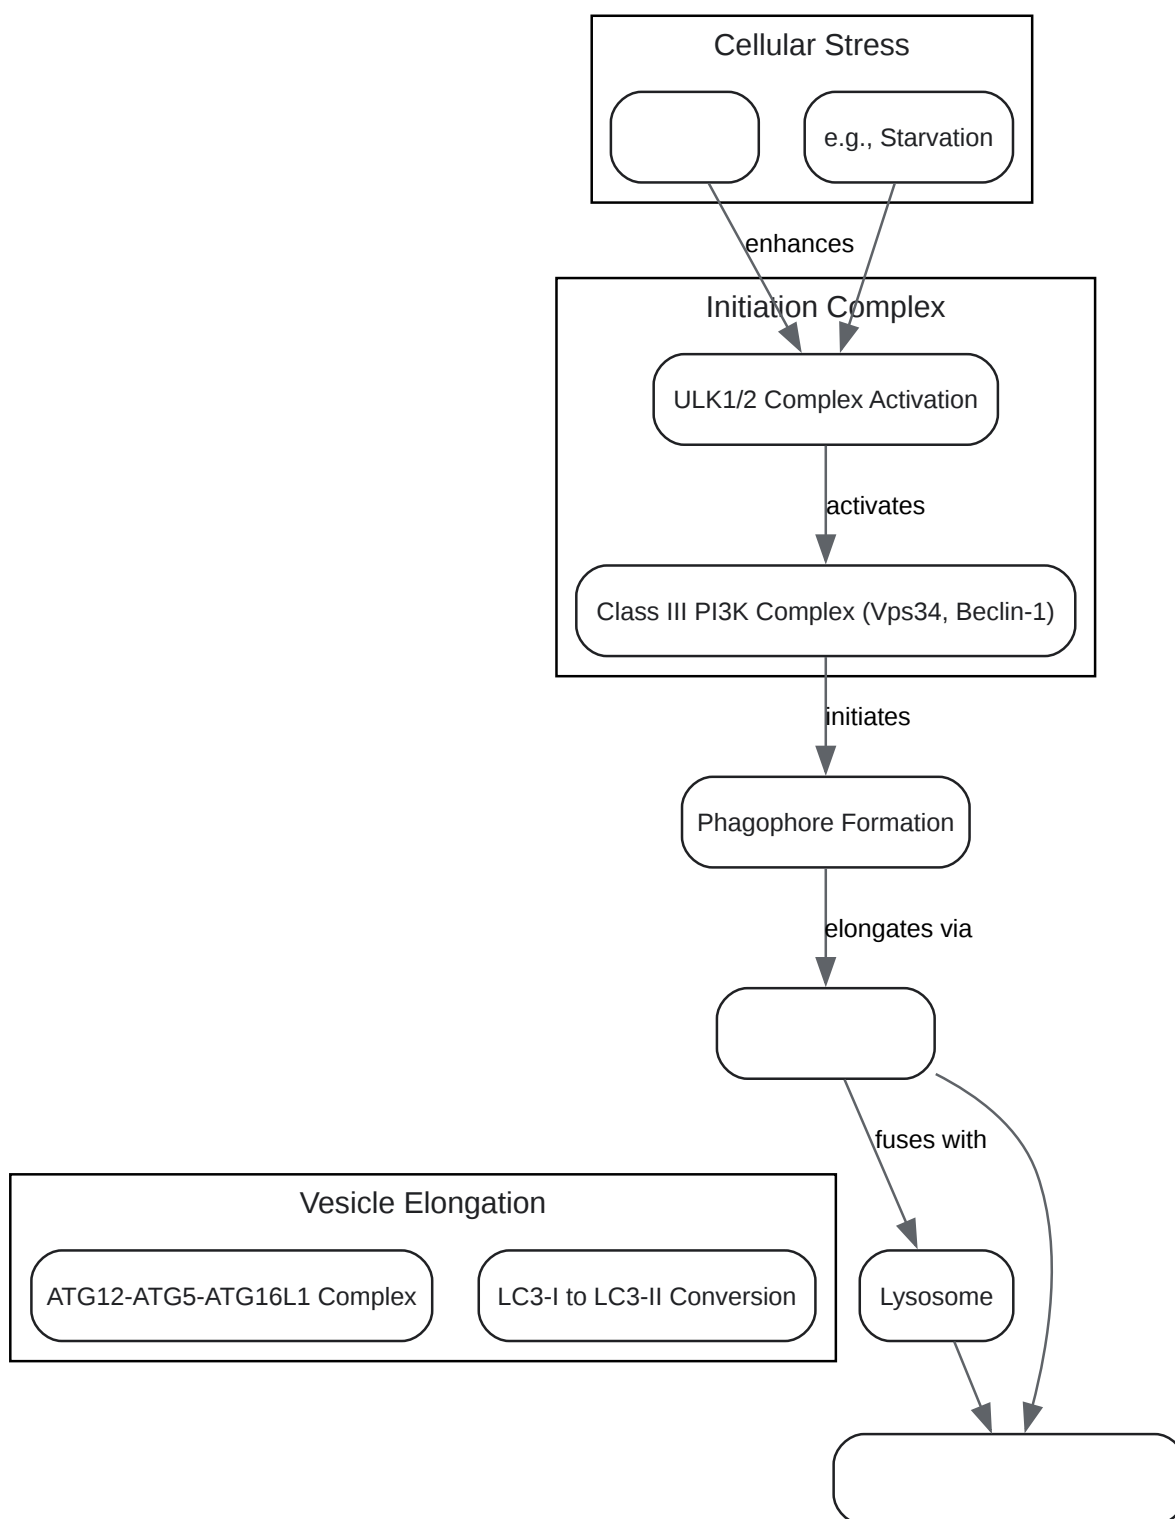 Cellular Stress
e.g., Starvation
enhances
Initiation Complex
ULK1/2 Complex Activation
activates
Class III PI3K Complex (Vps34, Beclin-1)
initiates
Phagophore Formation
elongates via
fuses with
Vesicle Elongation
ATG12-ATG5-ATG16L1 Complex
LC3-I to LC3-II Conversion
Lysosome